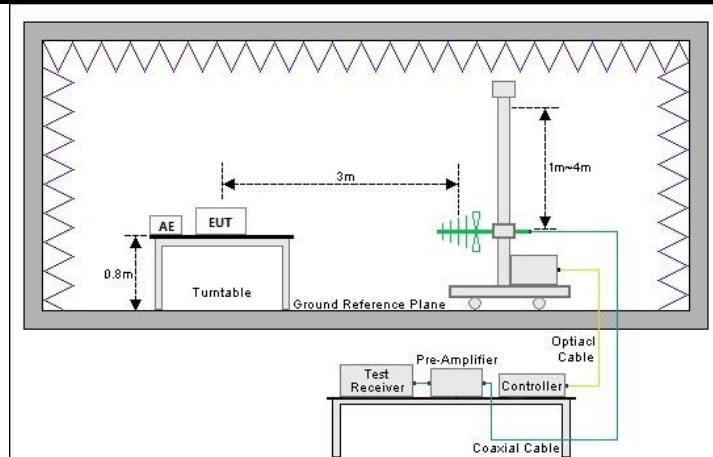 3m
1m~4m
AE
EUT
0.8m
Turntable
Ground Reference Plane
Optiacl
Cable
Pre-Amplifier
Test
Receiver
Controller
Coaxial Cable